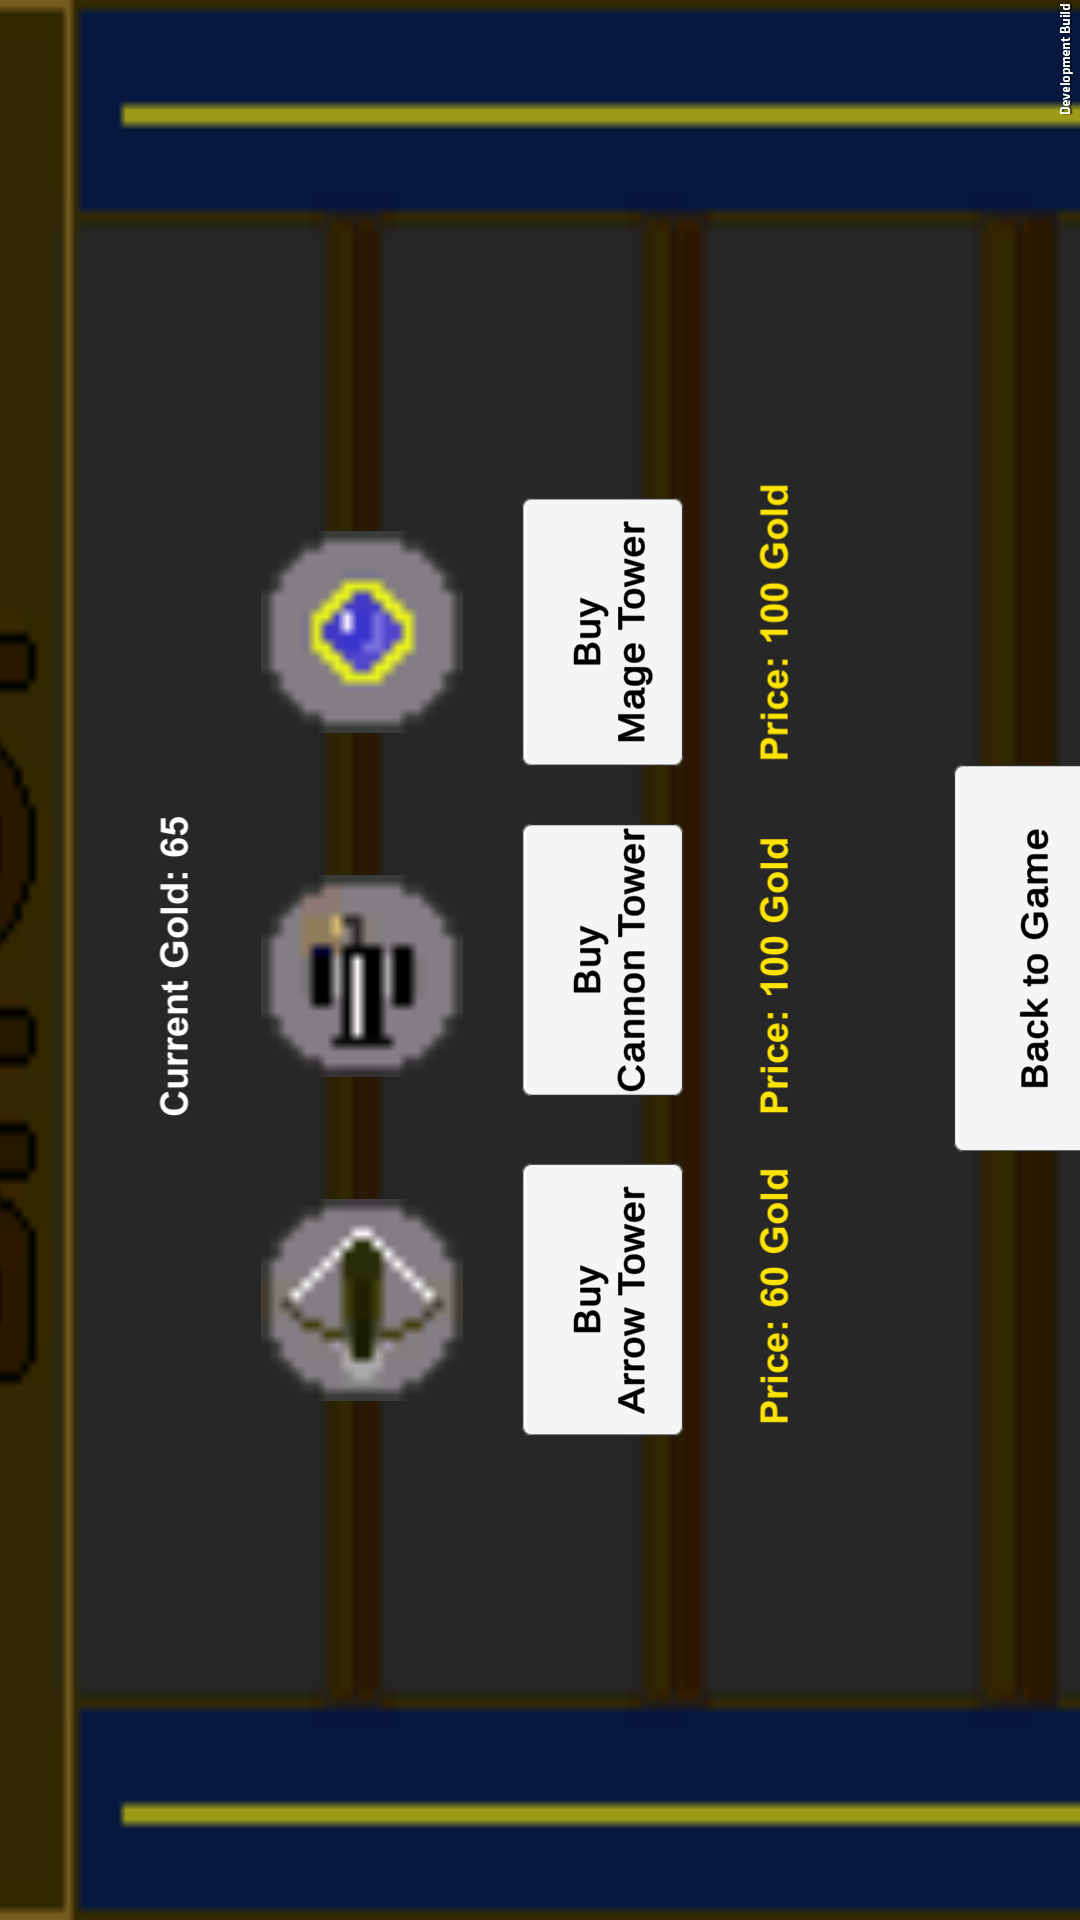 Current Gold: 65
Buy
Arrow Tower
Buy
Cannon Tower
Buy
Mage Tower
Price: 60 Gold
Price: 100 Gold
Price: 100 Gold
Back to Game
Development Build